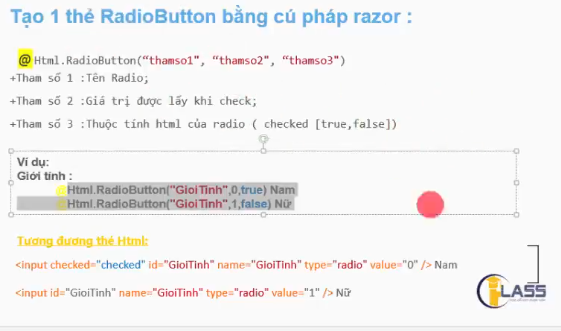 Tạo 1 thẻ RadioButton bằng cú pháp razor :
@ Html.RadioButton(“thamso1”, “thamso2”, “thamso3”)
+Tham số 1 :Tên Radio;
+Tham số 2 :Giá trị được lấy khi check;
+Tham số 3 :Thuộc tính html của radio ( checked [true,false])
Ví dụ:
Giới tính :
@Html.RadioButton("GioiTinh",0,true) Nam
@Html.RadioButton("GioiTinh",1,false) Nữ
Tương đương thẻ Html:
<input checked="checked" id="GioiTinh" name="GioiTinh" type="radio" value="0" /> Nam
<input id="GioiTinh" name="GioiTinh" type="radio" value="1" /> Nữ
LASS